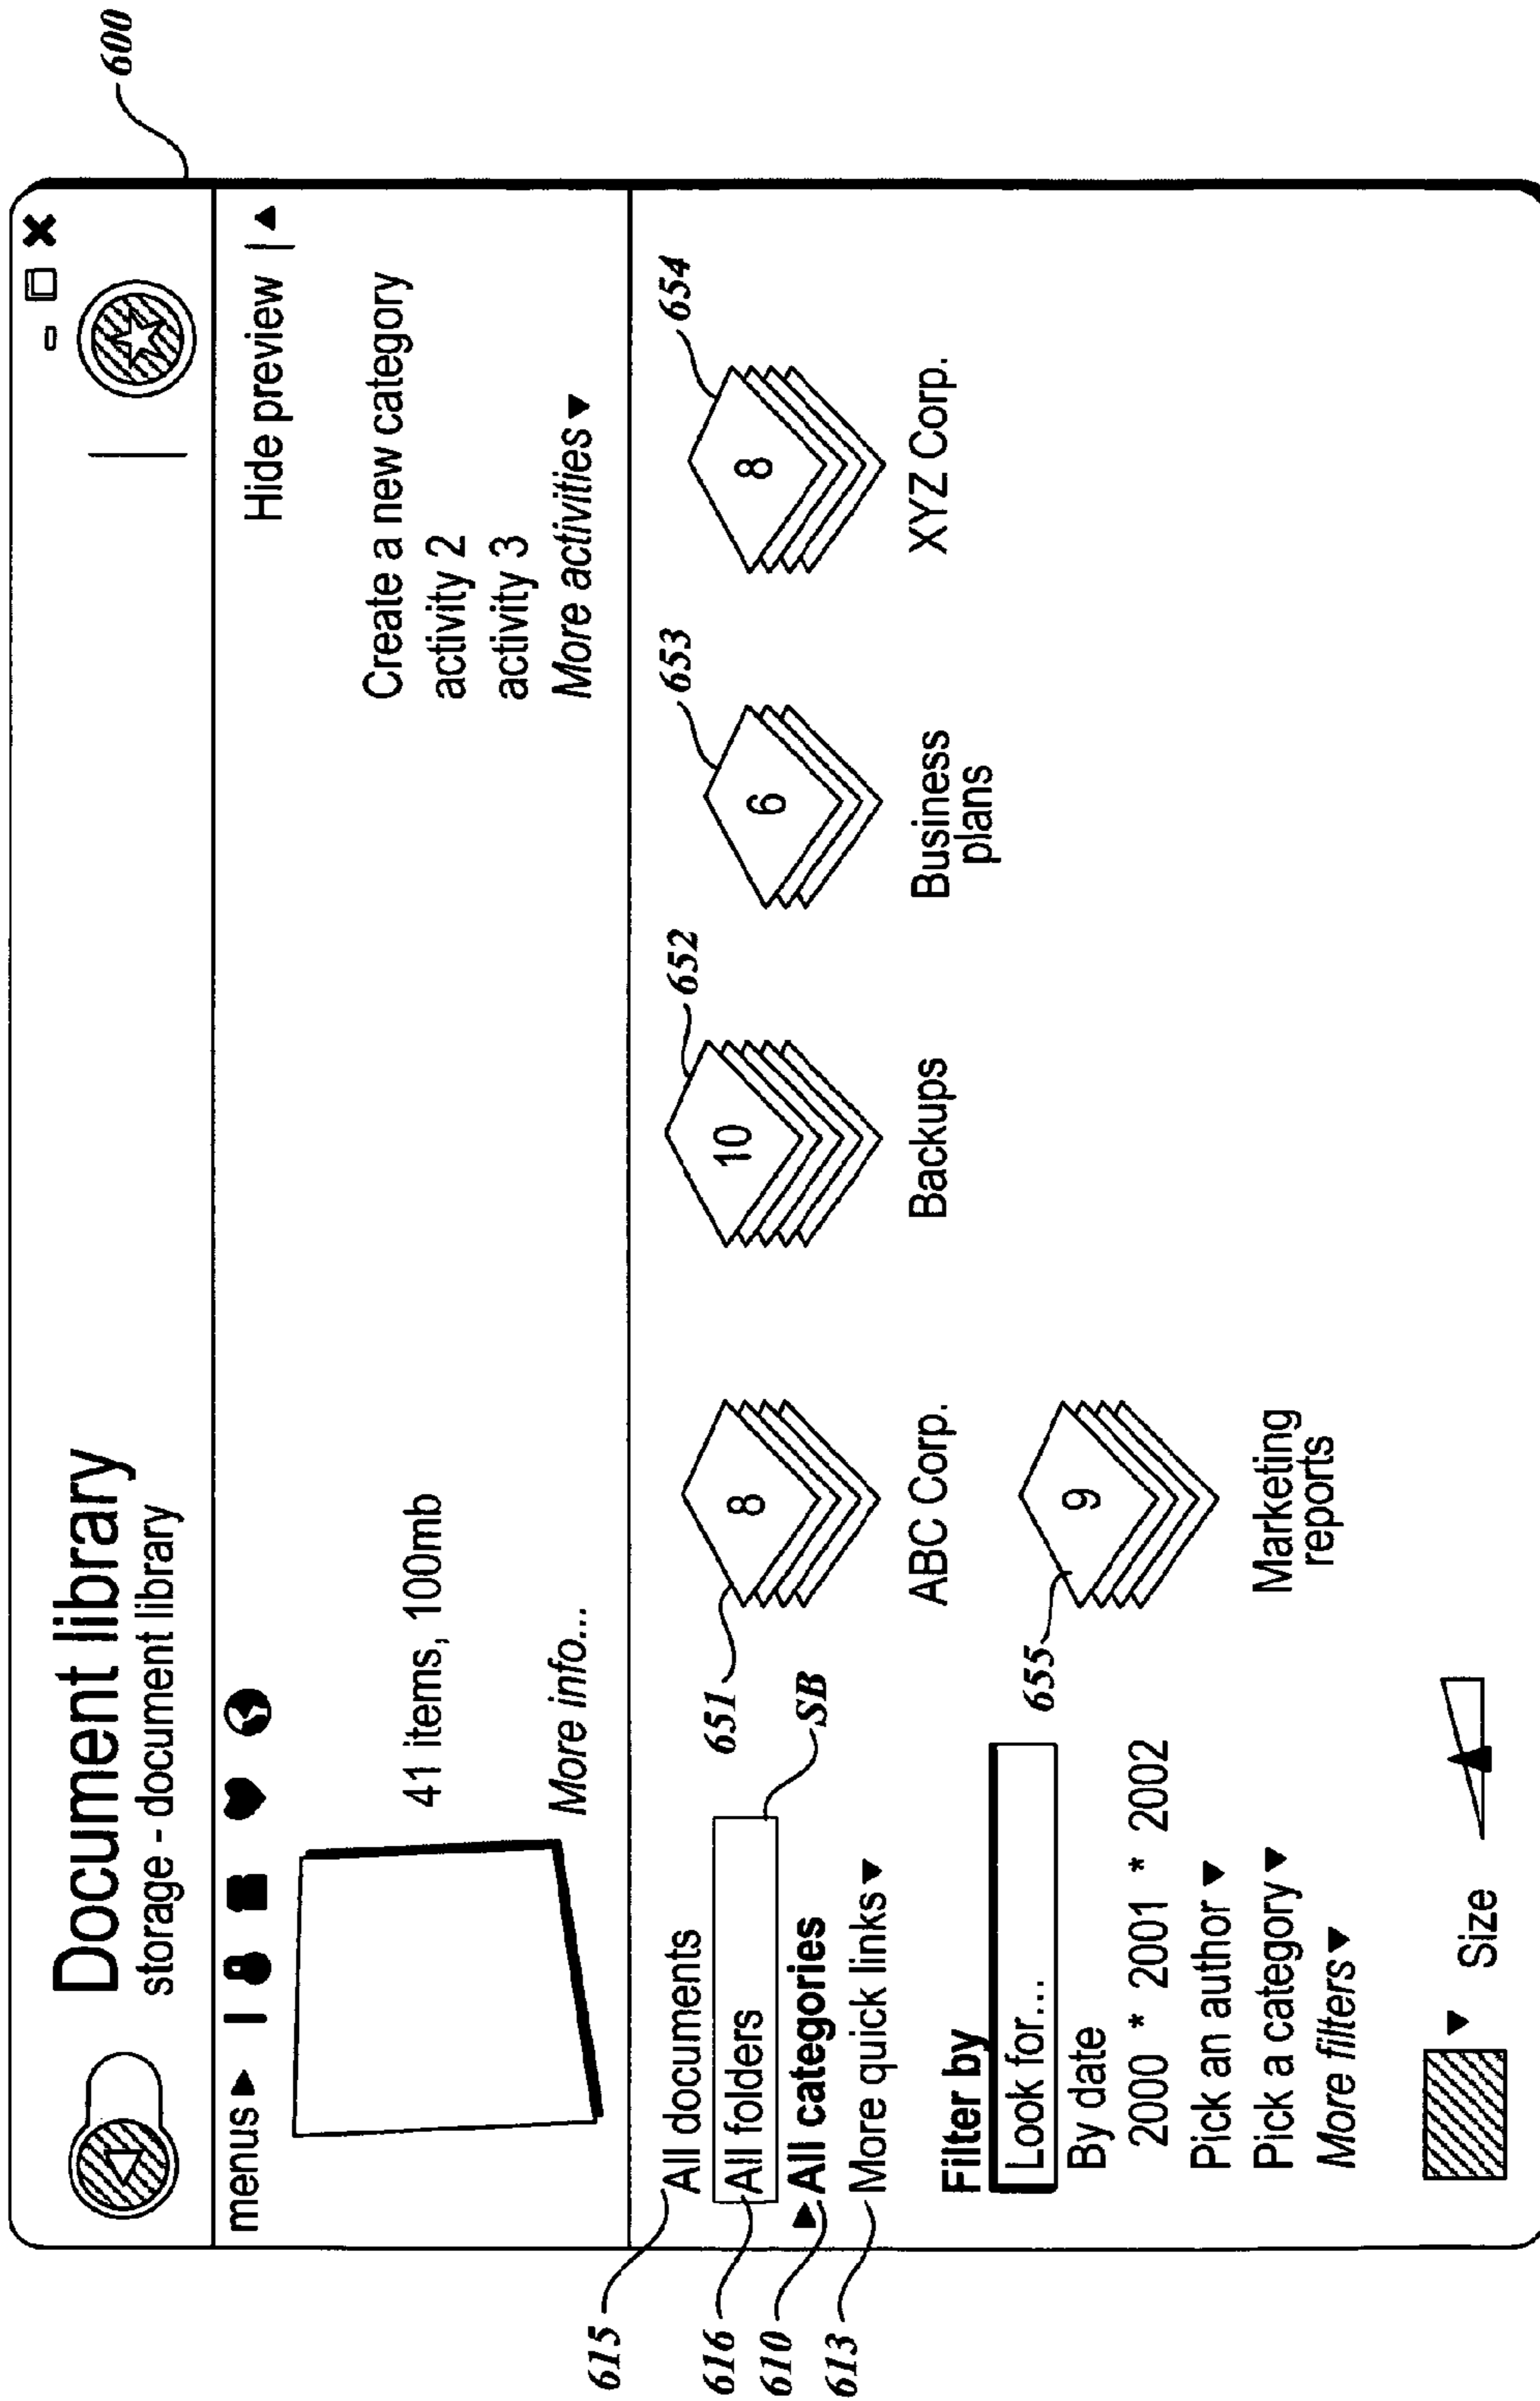 600
Document library
storage - document library
menus
Hide preview
41 items, 100mb
More info...
Create a new category
activity 2
activity 3
More activities
615
All documents
616
All folders
SB
610
All categories
613
More quick links
Filter by
Look for...
By date
2000 * 2001 * 2002
Pick an author
Pick a category
More filters
Size
651
8
ABC Corp.
652
10
Backups
653
6
Business
plans
654
8
XYZ Corp.
655
9
Marketing
reports